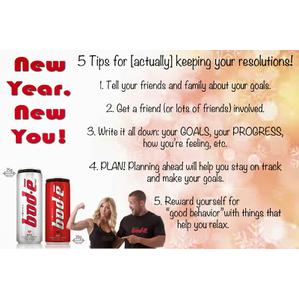 New
Year,
New
You!
5 Tips for [actually] keeping your resolutions!
1. Tell your friends and family about your goals.
2. Get a friend (or lots of friends) involved.
3. Write it all down: your GOALS, your PROGRESS,
how you're feeling, etc.
4. PLAN! Planning ahead will help you stay on track
and make your goals.
5. Reward yourself for
"good behavior" with things that
help you relax.
a·paq
a·paq